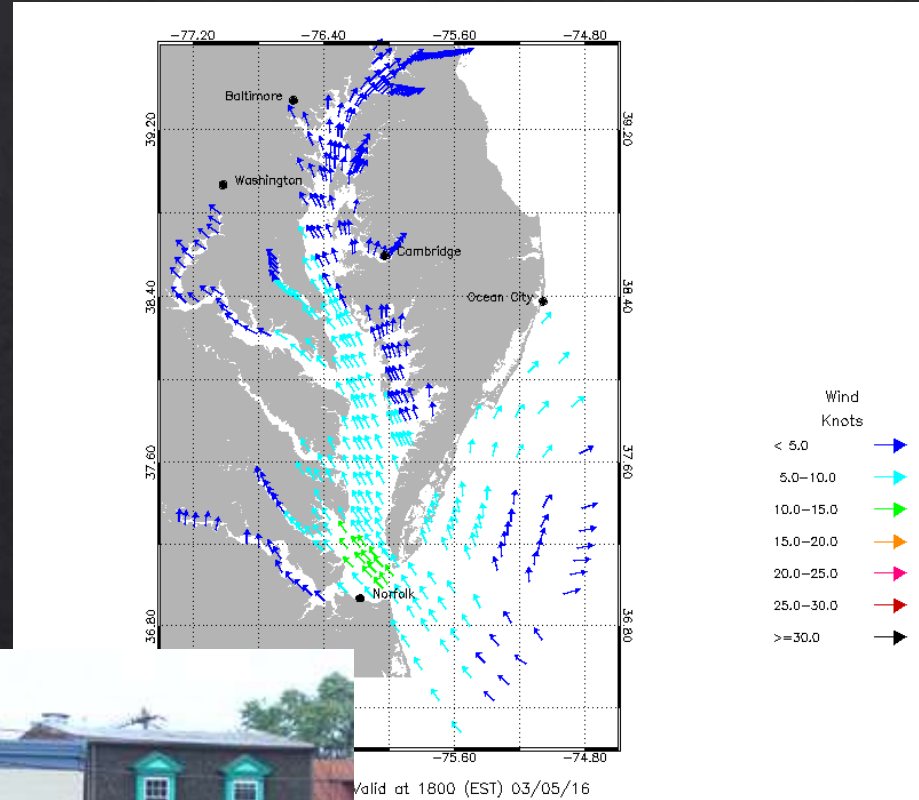 -77.20 -76.40 -75.60 -74.80
Baltimore
39.20 39.20
Washington
Cambridge
Ocean City
38.40 38.40
Wind
Knots
< 5.0
5.0-10.0
37.60 37.60
10.0-15.0
15.0-20.0
20.0-25.0
Norfolk
25.0-30.0
36.80 36.80
>=30.0
-75.60 -74.80
Valid at 1800 (EST) 03/05/16